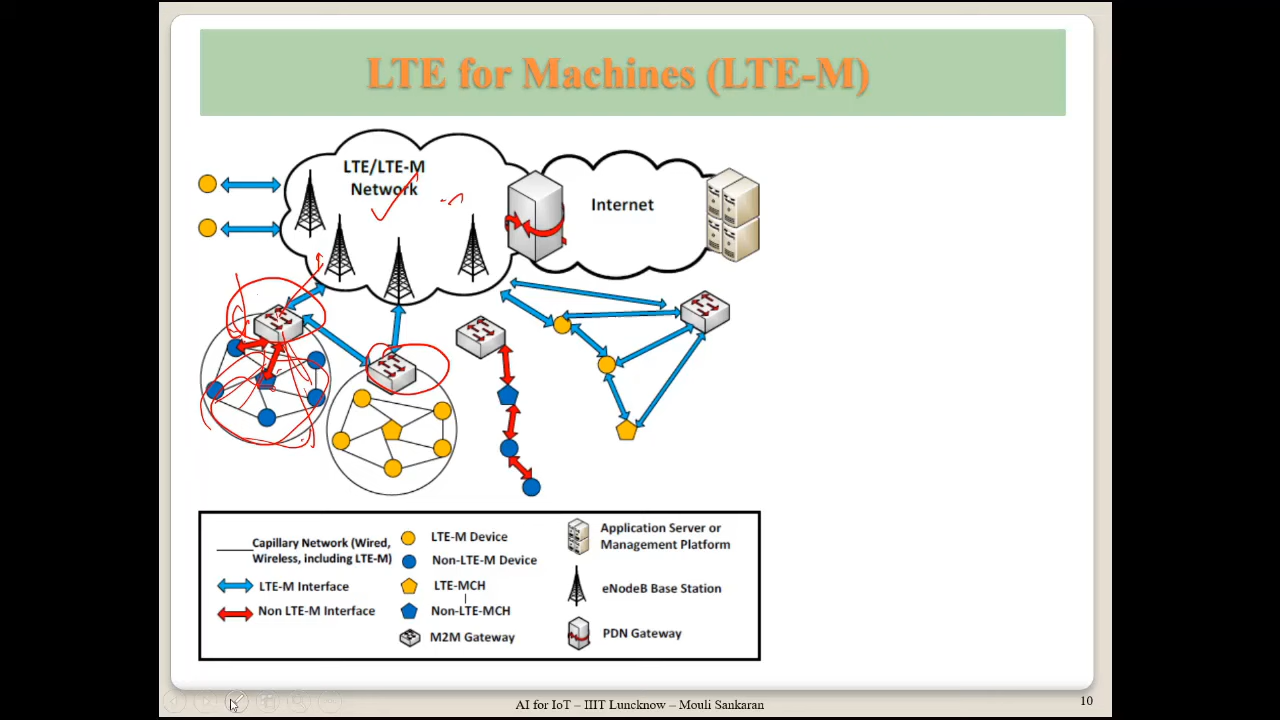 LTE for Machines (LTE-M)
LTE/LTE-M
Network
Internet
Capillary Network (Wired,
Wireless, including LTE-M)
LTE-M Interface
Non LTE-M Interface
LTE-M Device
Non-LTE-M Device
LTE-MCH
Non-LTE-MCH
M2M Gateway
Application Server or
Management Platform
eNodeB Base Station
PDN Gateway
AI for IoT – IIIT Luncknow – Mouli Sankaran
10